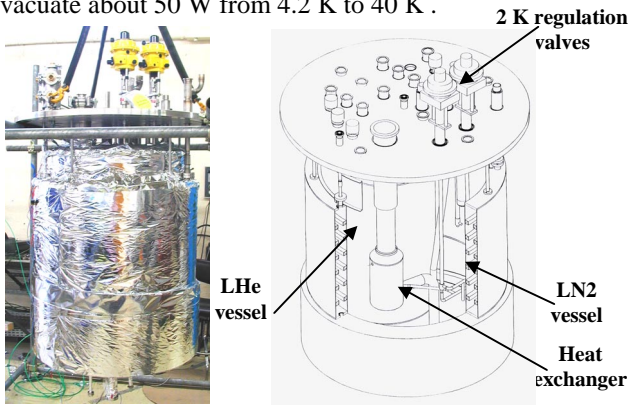 vacuate about 50 W from 4.2 K to 40 K .
2 K regulation
valves
LHe
vessel
LN2
vessel
Heat
exchanger